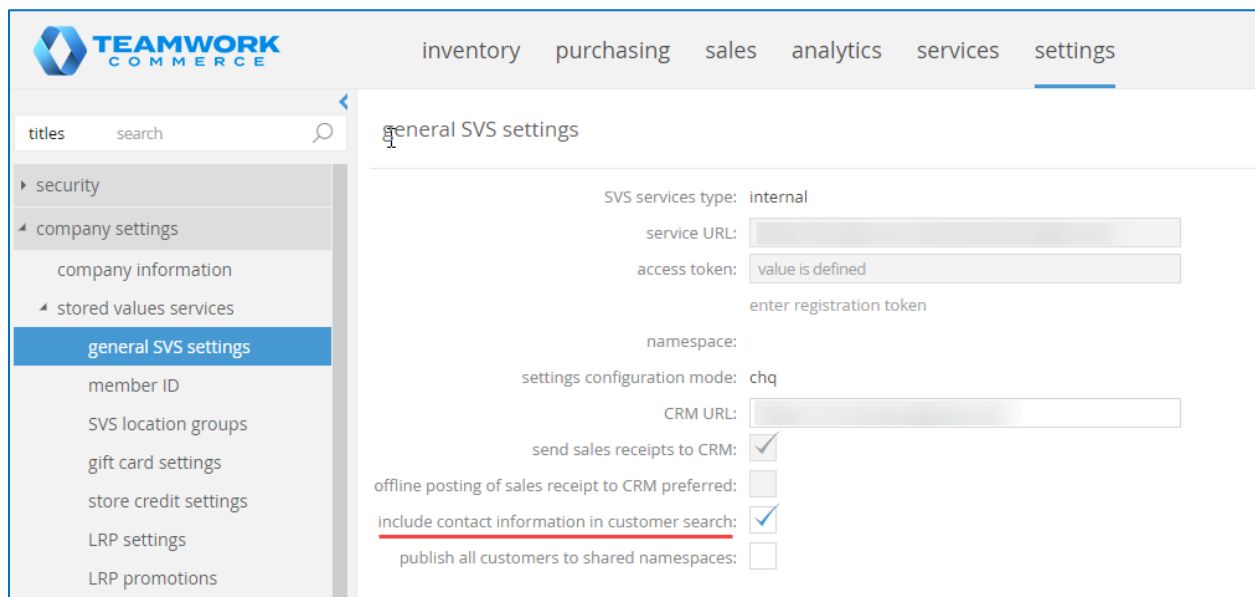 TEAMWORK
COMMERCE
inventory purchasing sales analytics services settings
titles search
security
company settings
company information
stored values services
general SVS settings
member ID
SVS location groups
gift card settings
store credit settings
LRP settings
LRP promotions
general SVS settings
SVS services type: internal
service URL:
access token: value is defined
enter registration token
namespace:
settings configuration mode: chq
CRM URL:
send sales receipts to CRM:
offline posting of sales receipt to CRM preferred:
include contact information in customer search:
publish all customers to shared namespaces: